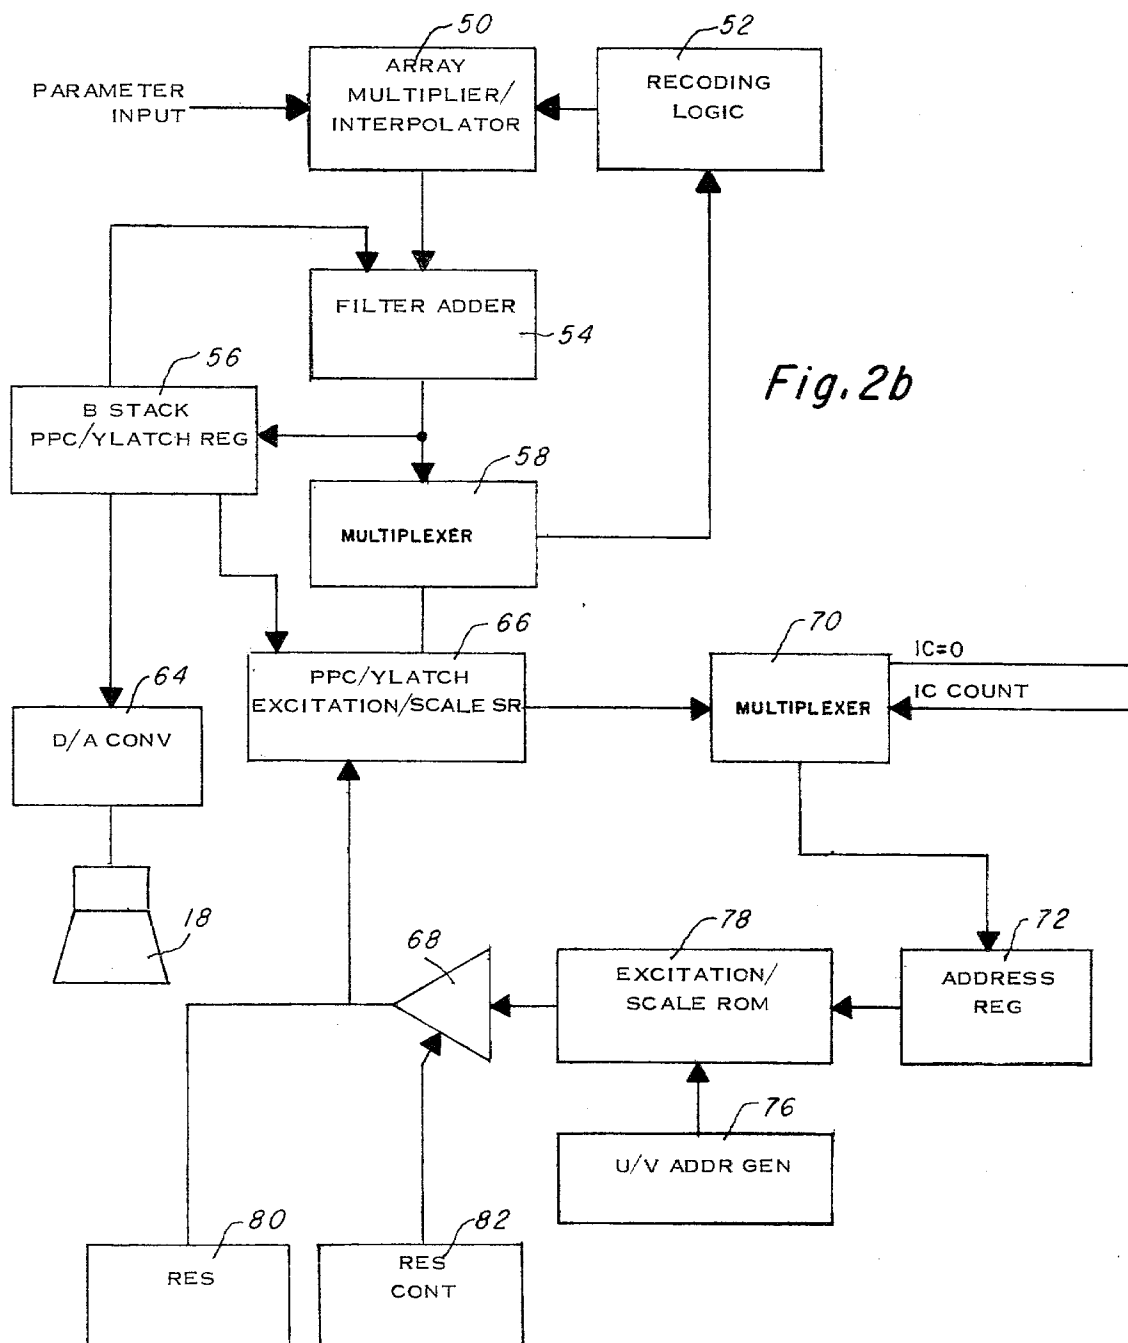 50
52
PARAMETER
INPUT
ARRAY
MULTIPLIER/
INTERPOLATOR
RECODING
LOGIC
FILTER ADDER
54
56
B STACK
PPC/YLATCH REG
Fig. 2b
58
MULTIPLEXER
66
PPC/YLATCH
EXCITATION/SCALE SR
70
MULTIPLEXER
IC=0
IC COUNT
64
D/A CONV
18
68
78
EXCITATION/
SCALE ROM
72
ADDRESS
REG
76
U/V ADDR GEN
80
RES
82
RES
CONT